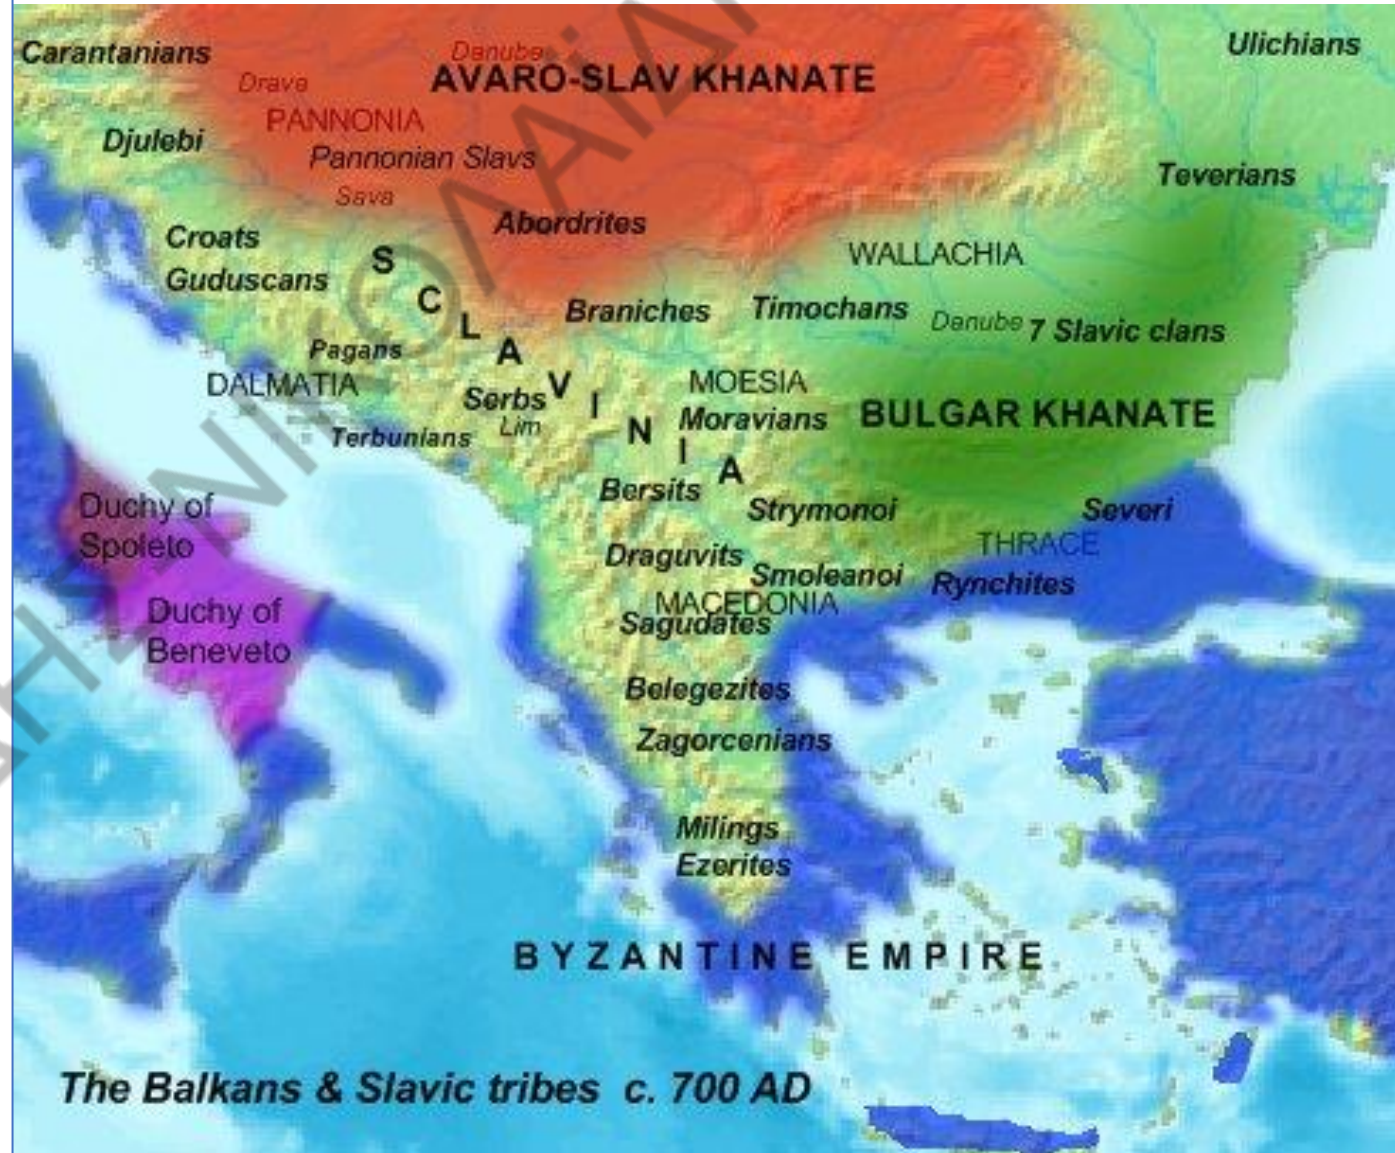 Carantanians
Danube
Ulichians
Drava
AVARO-SLAV KHANATE
PANNONIA
Djulebi
Pannonian Slavs
Teverians
Sava
Abordrites
Croats
WALLACHIA
Guduscans
SCLAVINIA
Braniches
Timochans
Danube
7 Slavic clans
Pagans
DALMATIA
Serbs
MOESIA
Lim
Moravians
BULGAR KHANATE
Terbunians
Bersits
Duchy of
Spoleto
Strymonoi
Severi
THRACE
Draguvits
Smoleanoi
Rynchites
MACEDONIA
Sagudates
Duchy of
Beneveto
Belegezites
Zagorcenians
Milings
Ezerites
BYZANTINE EMPIRE
The Balkans & Slavic tribes c. 700 AD